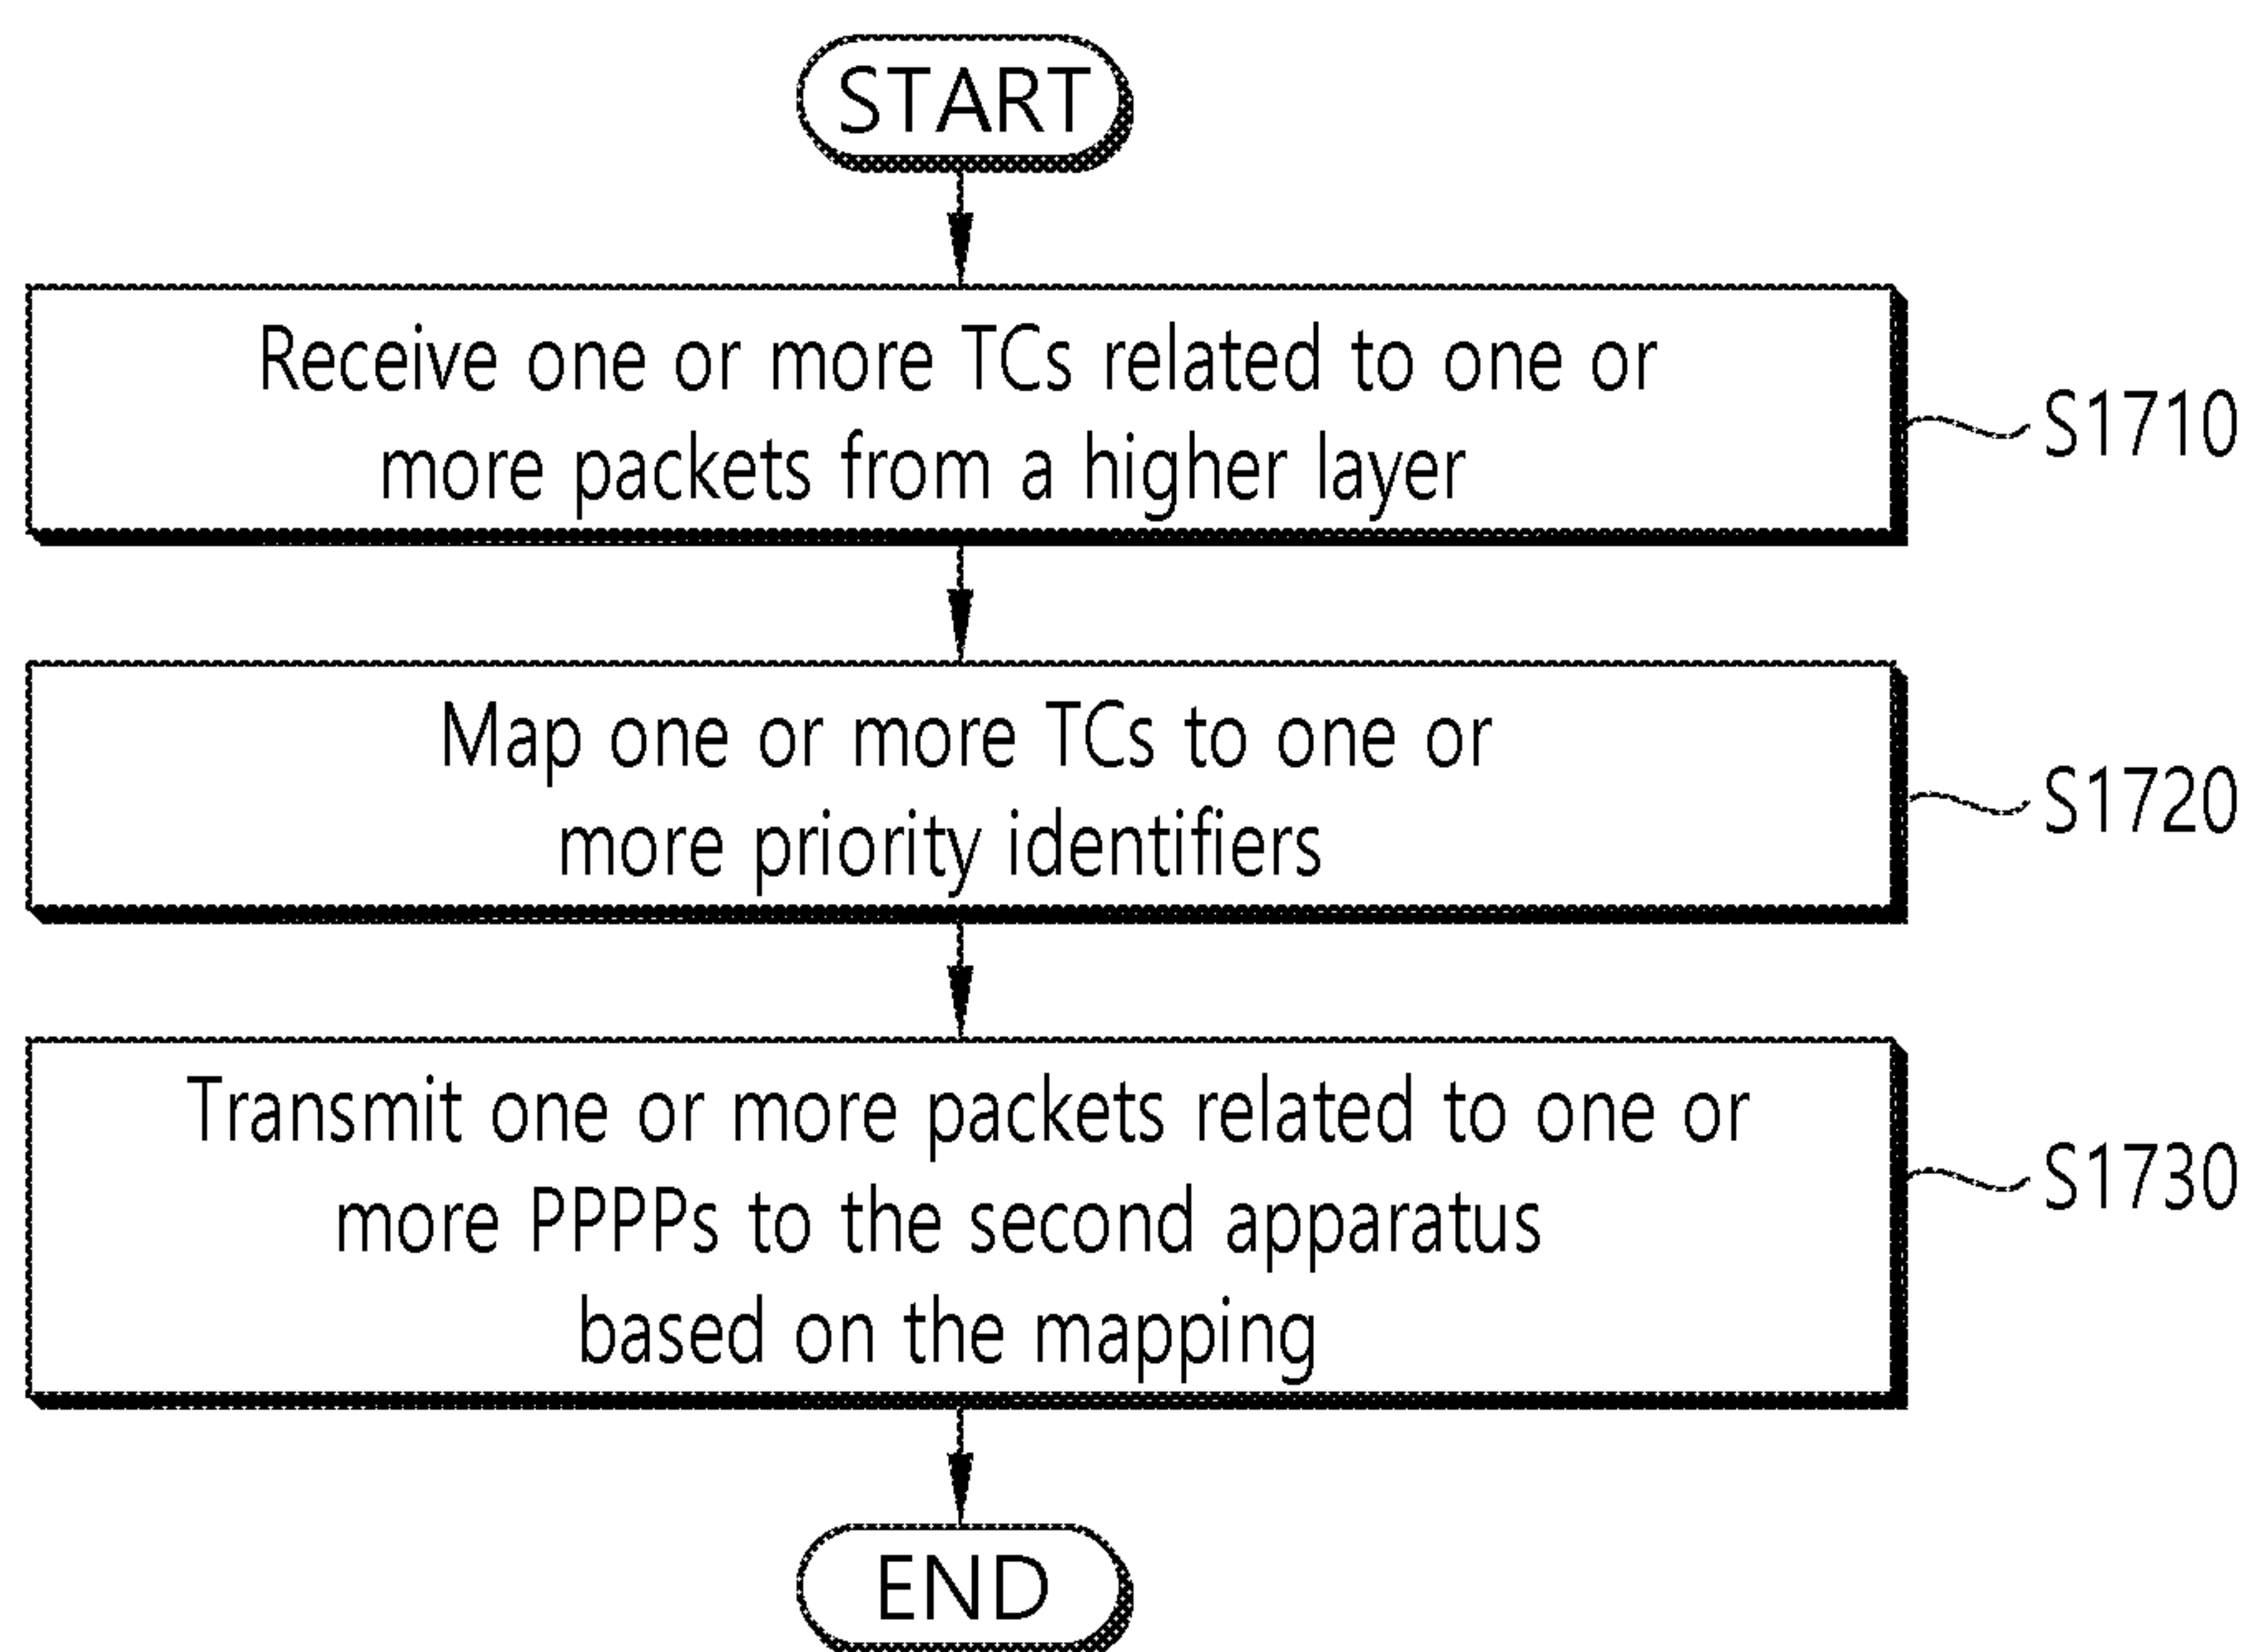 START
Receive one or more TCs related to one or
more packets from a higher layer
S1710
Map one or more TCs to one or
more priority identifiers
S1720
Transmit one or more packets related to one or
more PPPPs to the second apparatus
based on the mapping
S1730
END